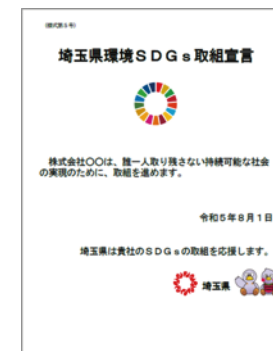 (様式第5号)
埼玉県環境SDGs取組宣言
株式会社〇〇は、誰一人取り残さない持続可能な社会
の実現のために、取組を進めます。
令和5年8月1日
埼玉県は貴社のSDGsの取組を応援します。
埼玉県